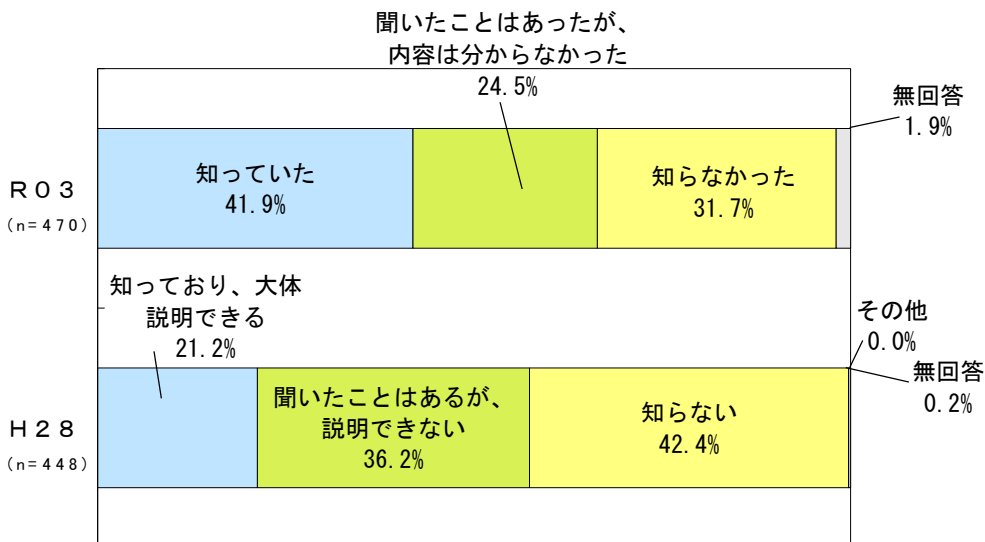 聞いたことはあったが、
内容は分からなかった
24.5%
無回答
1.9%
知っていた
41.9%
知らなかった
31.7%
R03
(n=470)
知っており、大体
説明できる
21.2%
その他
0.0%
無回答
0.2%
聞いたことはあるが、
説明できない
36.2%
知らない
42.4%
H28
(n=448)